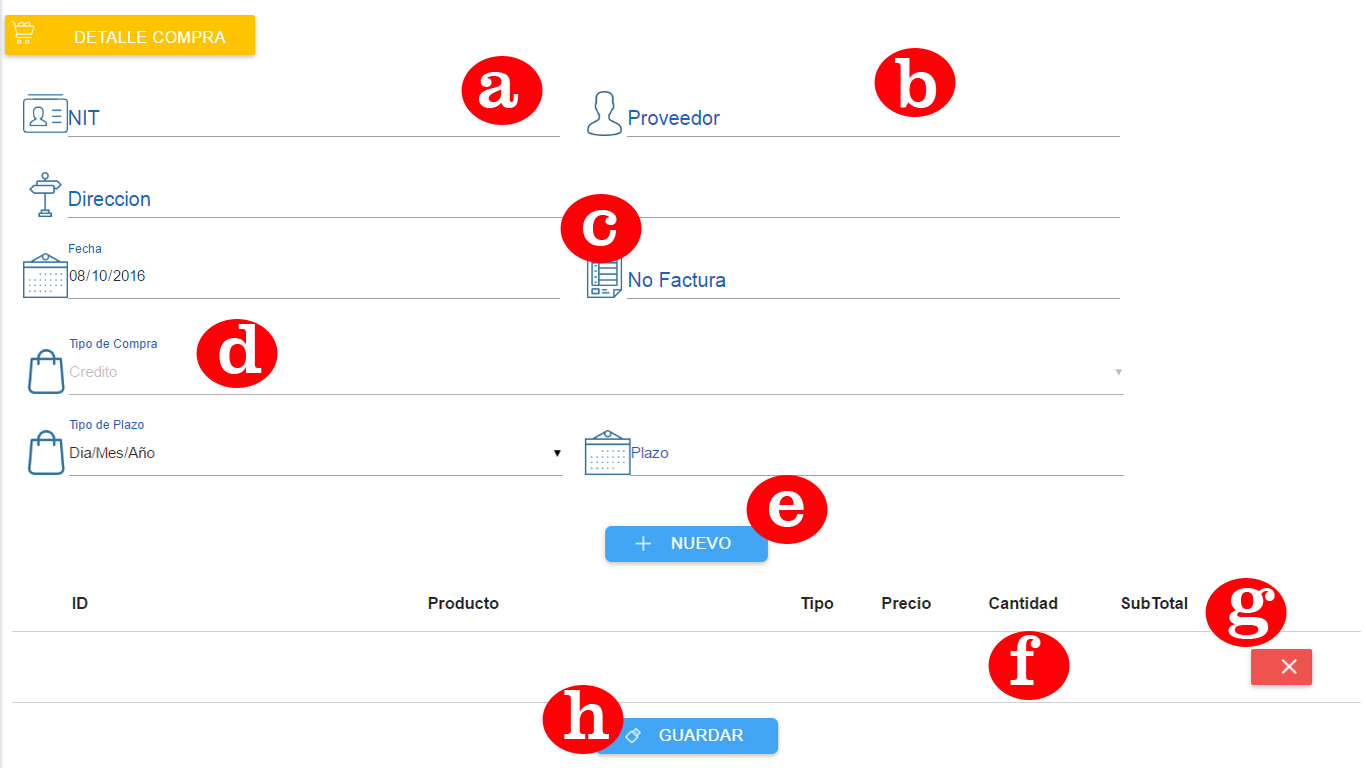 DETALLE COMPRA
a
b
NIT
Proveedor
Direccion
c
Fecha
08/10/2016
No Factura
d
Tipo de Compra
Credito
Tipo de Plazo
Dia/Mes/Año
Plazo
e
NUEVO
ID Producto Tipo Precio Cantidad SubTotal
g
f
h
GUARDAR